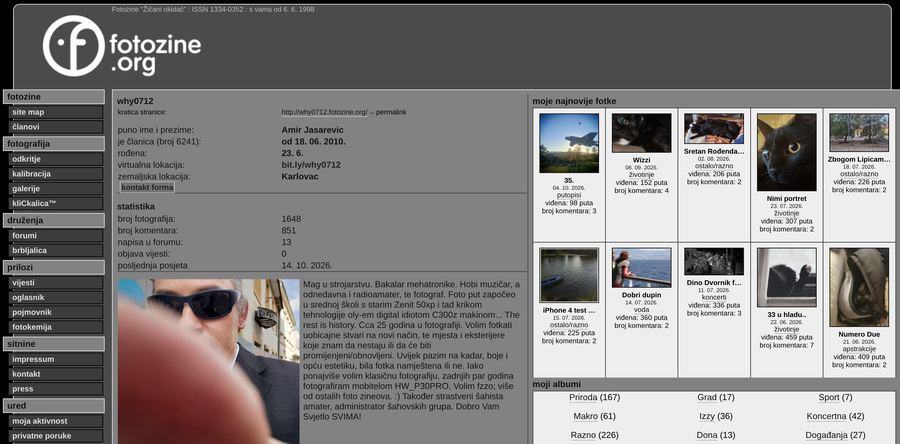 Fotozine "Žičani okidač" : ISSN 1334-0352 : s vama od 6. 6. 1998
fotozine
.org
fotozine
site map
članovi
fotografija
odkritje
kalibracija
galerije
kliCkalica™
druženja
forumi
brbljalica
prilozi
vijesti
oglasnik
pojmovnik
fotokemija
sitnine
impressum
kontakt
press
ured
moja aktivnost
privatne poruke
why0712
kratica stranice: http://why0712.fotozine.org/ -- permalink
puno ime i prezime: Amir Jasarevic
je članica (broj 6241): od 18. 06. 2010.
rođena: 23. 6.
virtualna lokacija: bit.ly/why0712
zemaljska lokacija: Karlovac
kontakt forma
statistika
broj fotografija: 1648
broj komentara: 851
napisa u forumu: 13
objava vijesti: 0
posljednja posjeta 14. 10. 2026.
Mag u strojarstvu. Bakalar mehatronike. Hobi muzičar, a
odnedavna i radioamater, te fotograf. Foto put započeo
u srednoj školi s starim Zenit 50xp i tad krikom
tehnologije oly-em digital idiotom C300z makinom... The
rest is history. Cca 25 godina u fotografiji. Volim fotkati
uobicajne stvari na novi način, te mjesta i eksterijere
koje znam da nestaju ili da će biti
promijenjeni/obnovljeni. Uvijek pazim na kadar, boje i
opću estetiku, bila fotka namještena ili ne. Iako
ponajviše volim klasičnu fotografiju, zadnjih par godina
fotografiram mobitelom HW_P30PRO. Volim fzzo; više
od ostalih foto zineova. :) Također strastveni šahista
amater, administrator šahovskih grupa. Dobro Vam
Svjetlo SVIMA!
moje najnovije fotke
35.
04. 10. 2026.
putopisi
viđena: 98 puta
broj komentara: 3
Wizzi
06. 09. 2026.
životinje
viđena: 152 puta
broj komentara: 4
Sretan Rođenda...
02. 08. 2026.
ostalo/razno
viđena: 206 puta
broj komentara: 2
Nimi portret
23. 07. 2026.
životinje
viđena: 307 puta
broj komentara: 2
Zbogom Lipicam...
18. 07. 2026.
ostalo/razno
viđena: 226 puta
broj komentara: 2
iPhone 4 test ...
15. 07. 2026.
ostalo/razno
viđena: 225 puta
broj komentara: 2
Dobri dupin
14. 07. 2026.
voda
viđena: 360 puta
broj komentara: 2
Dino Dvornik f...
11. 07. 2026.
koncerti
viđena: 336 puta
broj komentara: 3
33 u hladu..
22. 06. 2026.
životinje
viđena: 459 puta
broj komentara: 7
Numero Due
21. 06. 2026.
apstrakcije
viđena: 409 puta
broj komentara: 2
moji albumi
Priroda (167) Grad (17) Sport (7)
Makro (61) Izzy (36) Koncertna (42)
Razno (226) Dona (13) Događanja (27)